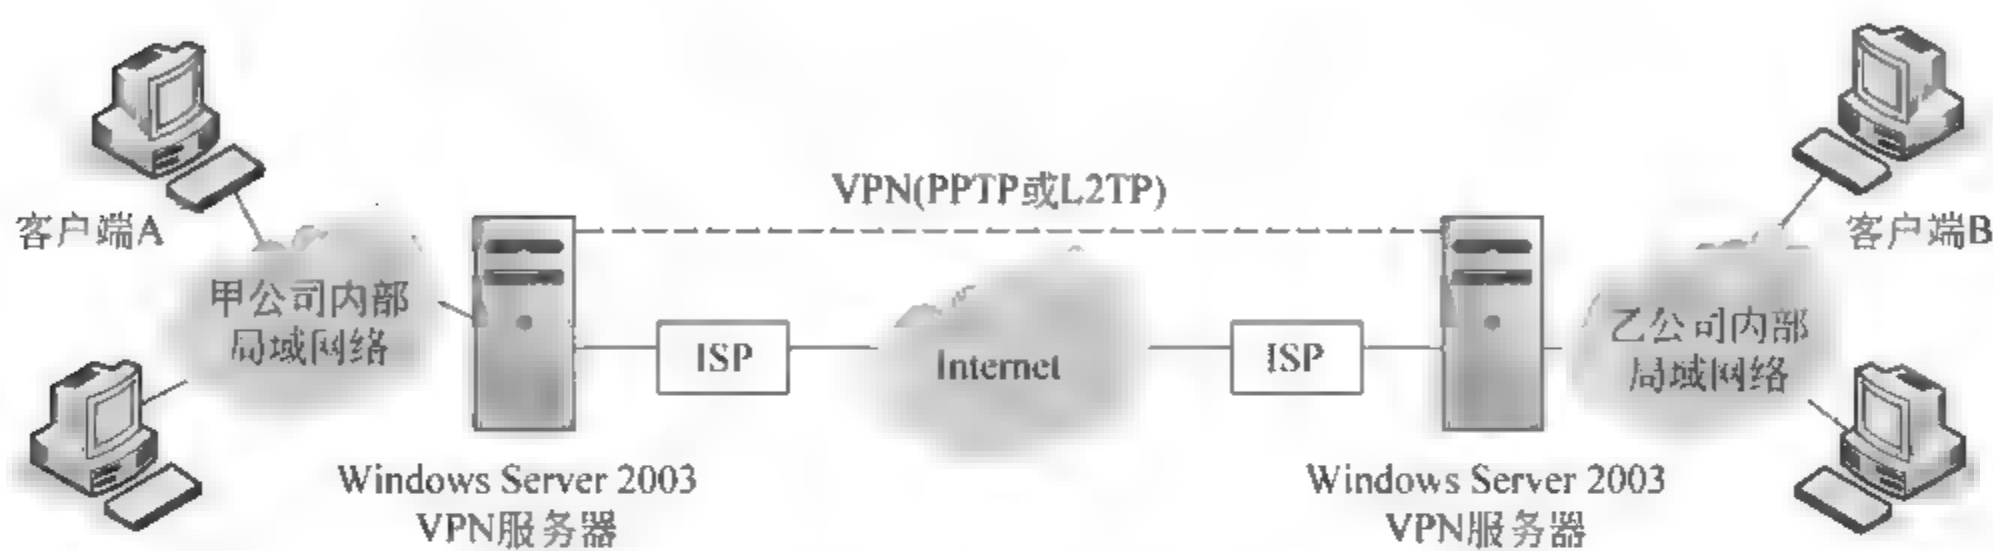 VPN(PPTP或L2TP)
客户端A
客户端B
甲公司内部
局域网络
ISP
Internet
ISP
乙公司内部
局域网络
Windows Server 2003
VPN服务器
Windows Server 2003
VPN服务器